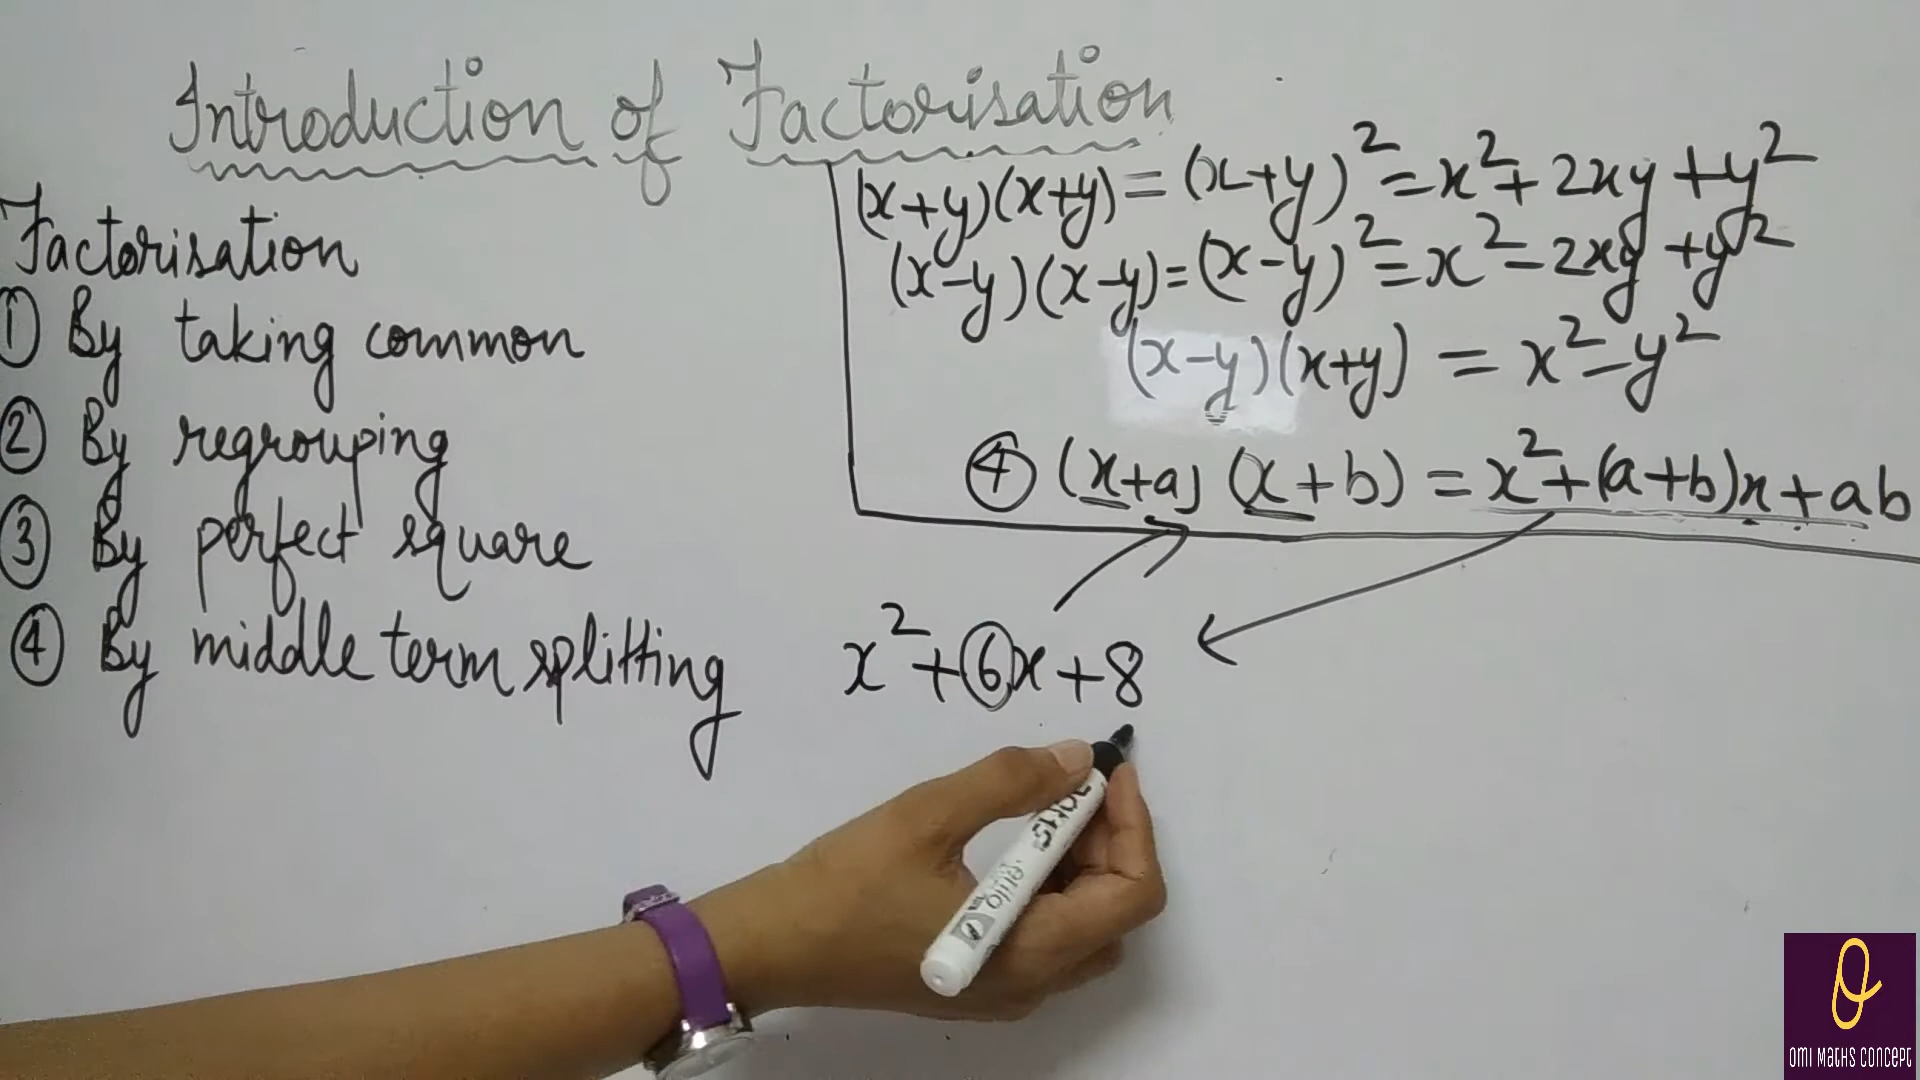 Introduction of Factorisation
Factorisation
① By taking common
② By regrouping
③ By perfect square
④ By middle term splitting
(x+y)(x+y) = (x+y)² = x² + 2xy + y²
(x-y)(x-y) = (x-y)² = x² - 2xy + y²
(x-y)(x+y) = x² - y²
④ (x+a) (x+b) = x² + (a+b)x + ab
x² + 6x + 8
OMI MATHS CONCEPT